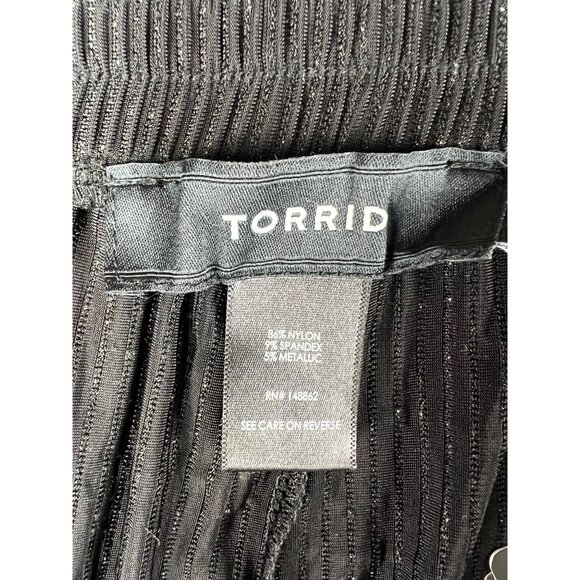 TORRID
86% NYLON
9% SPANDEX
5% METALLIC
RN# 148862
SEE CARE ON REVERSE